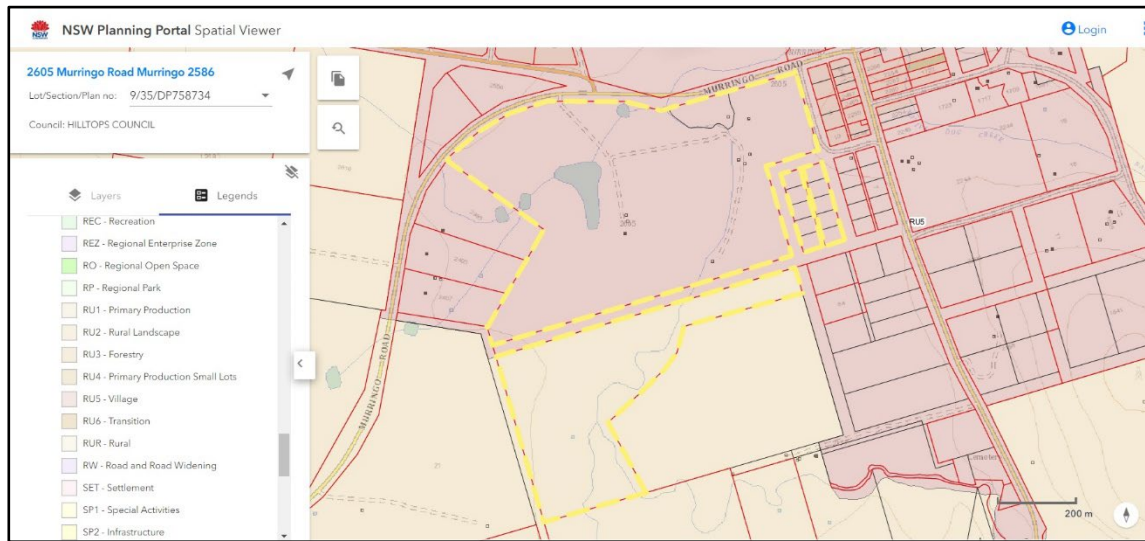 NSW Planning Portal Spatial Viewer
Login
2605 Murringo Road Murringo 2586
Lot/Section/Plan no: 9/35/DP758734
Council: HILLTOPS COUNCIL
Layers
Legends
REC - Recreation
REZ - Regional Enterprise Zone
RO - Regional Open Space
RP - Regional Park
RU1 - Primary Production
RU2 - Rural Landscape
RU3 - Forestry
RU4 - Primary Production Small Lots
RU5 - Village
RU6 - Transition
RUR - Rural
RW - Road and Road Widening
SET - Settlement
SP1 - Special Activities
SP2 - Infrastructure
MURRINGO ROAD
2605
RU5
MURRINGO ROAD
200 m